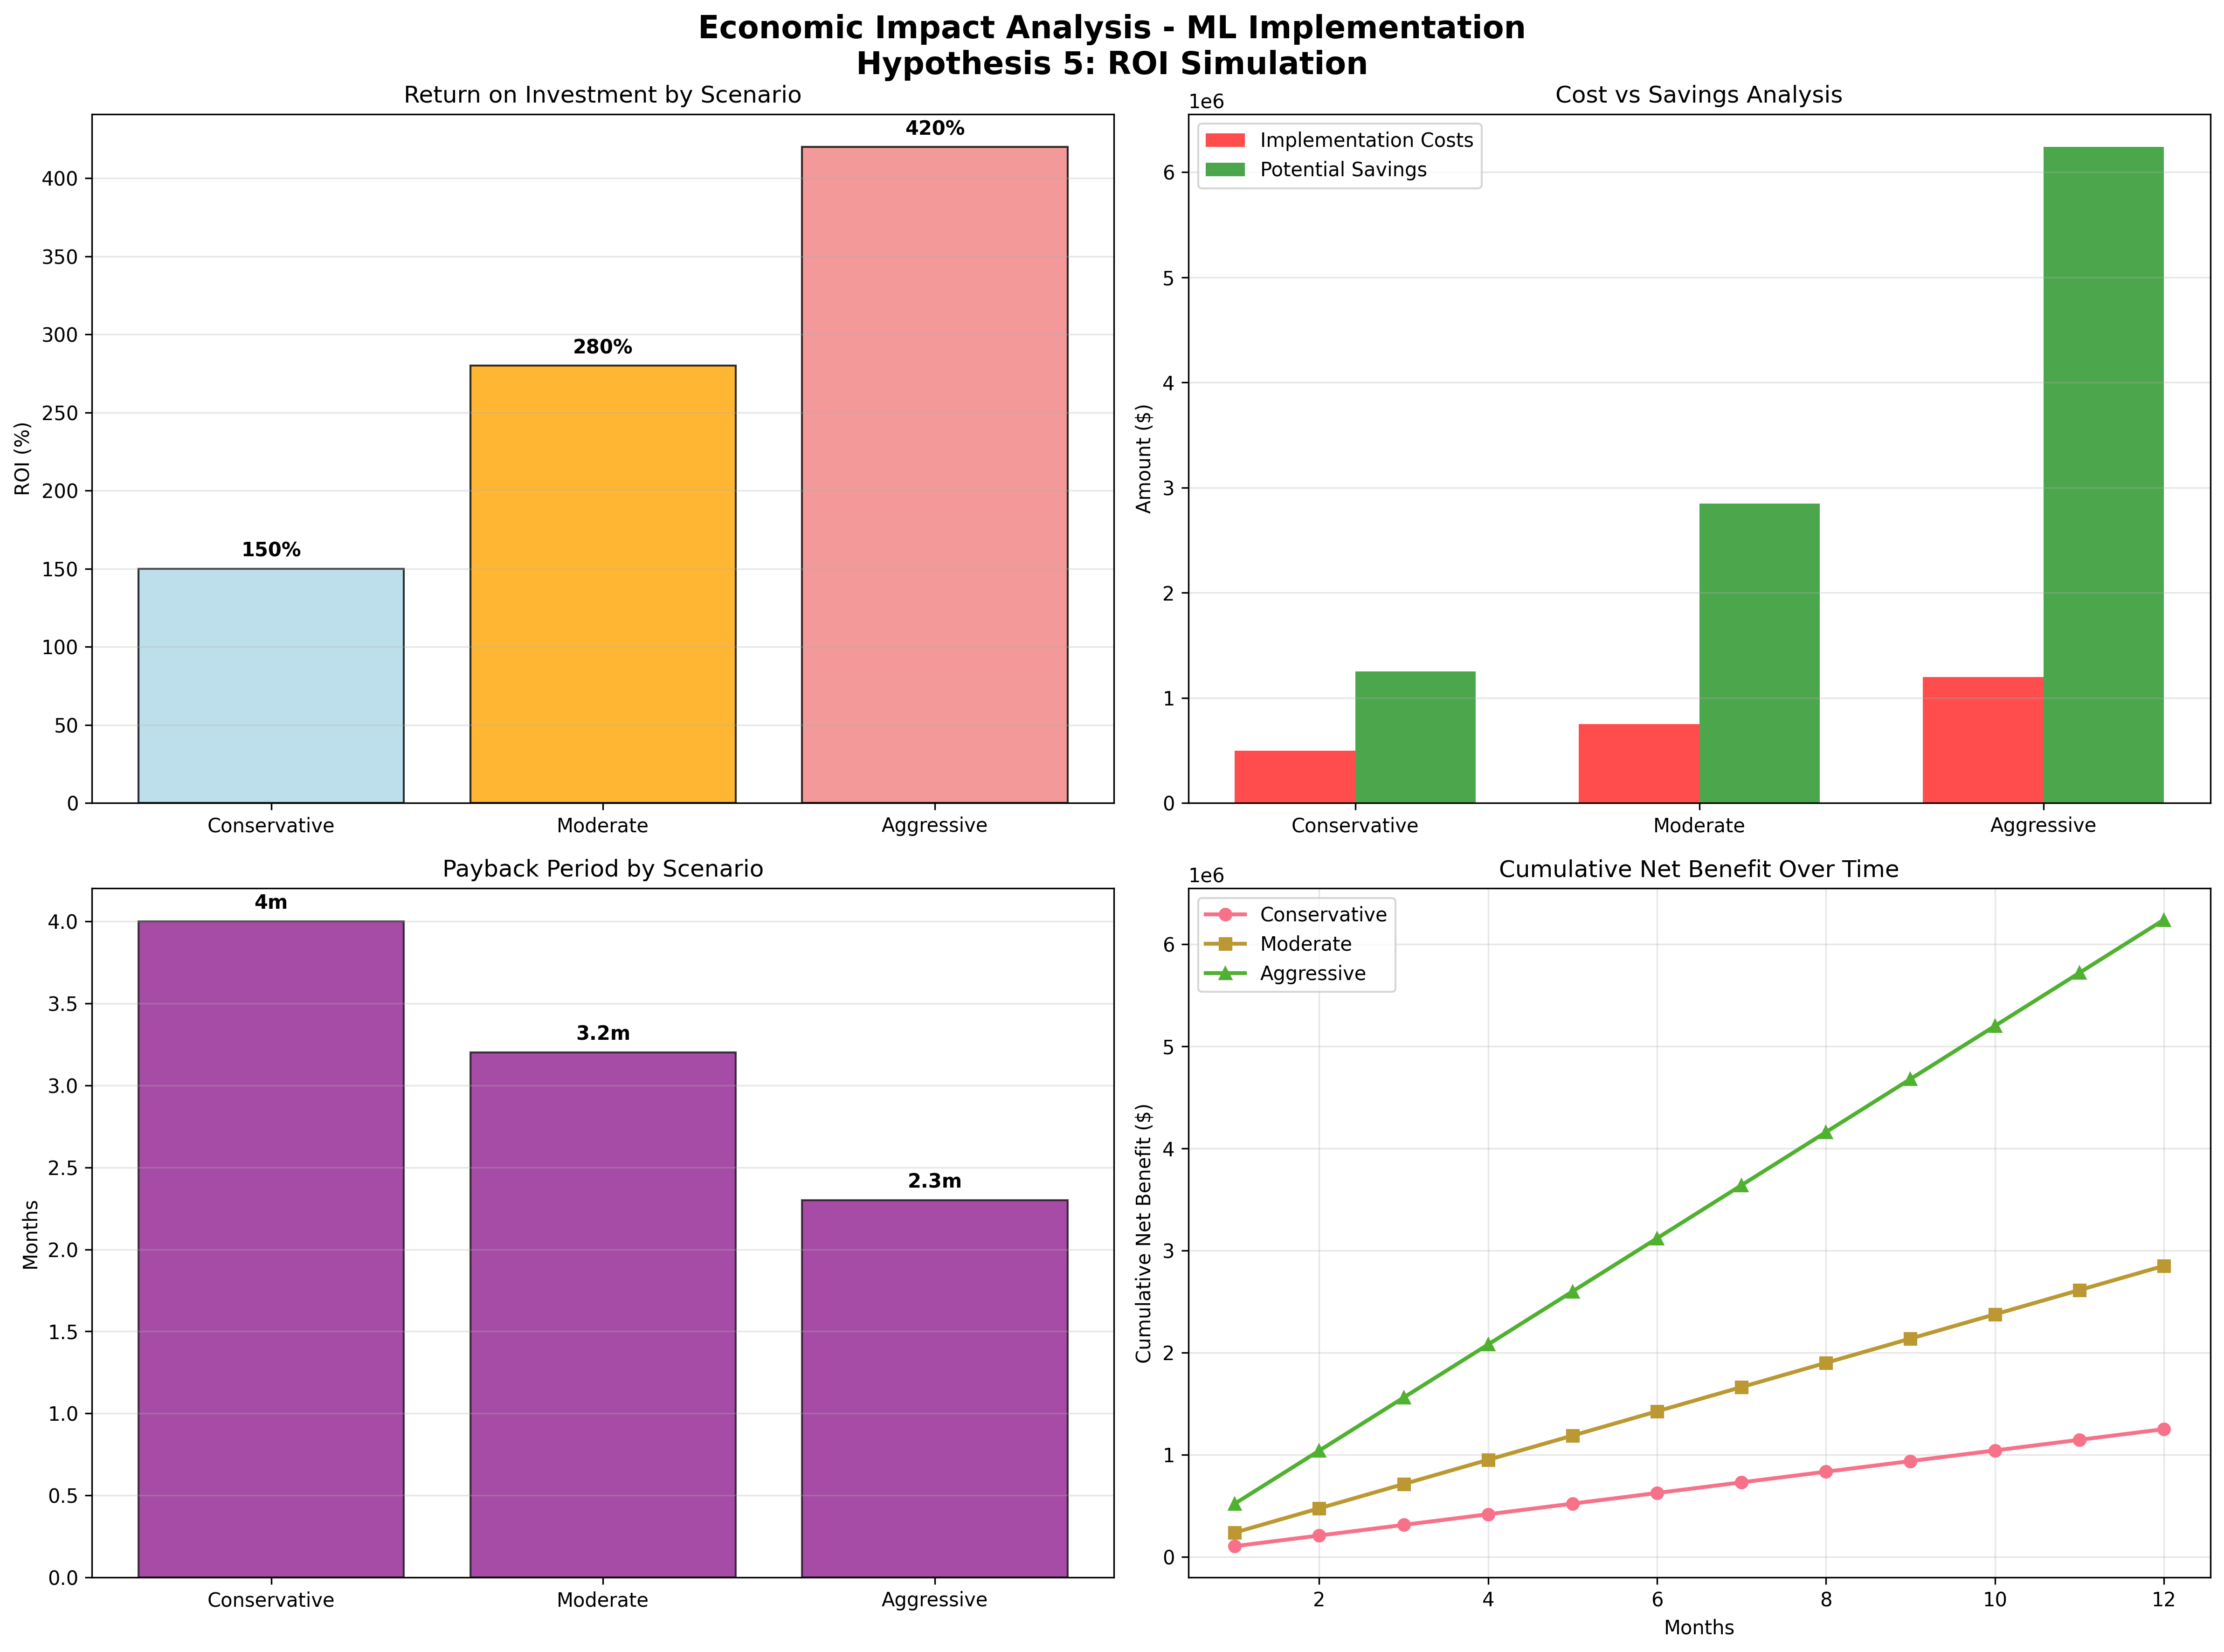 Economic Impact Analysis - ML Implementation
Hypothesis 5: ROI Simulation
Return on Investment by Scenario
ROI (%)
400
350
300
250
200
150
100
50
0
150%
280%
420%
Conservative
Moderate
Aggressive
Cost vs Savings Analysis
1e6
Amount ($)
6
5
4
3
2
1
0
Implementation Costs
Potential Savings
Conservative
Moderate
Aggressive
Payback Period by Scenario
Months
4.0
3.5
3.0
2.5
2.0
1.5
1.0
0.5
0.0
4m
3.2m
2.3m
Conservative
Moderate
Aggressive
Cumulative Net Benefit Over Time
1e6
Cumulative Net Benefit ($)
6
5
4
3
2
1
0
Conservative
Moderate
Aggressive
2
4
6
8
10
12
Months